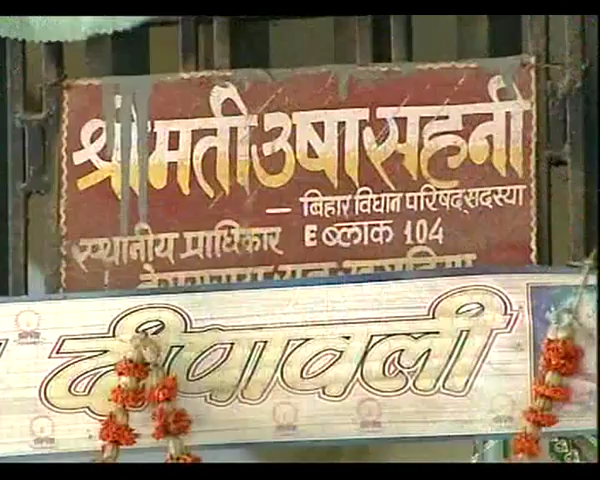 श्रीमती उषा सहनी
— बिहार विधान परिषद् सदस्या
स्थानीय प्राधिकार E ब्लाक 104
दीपावली